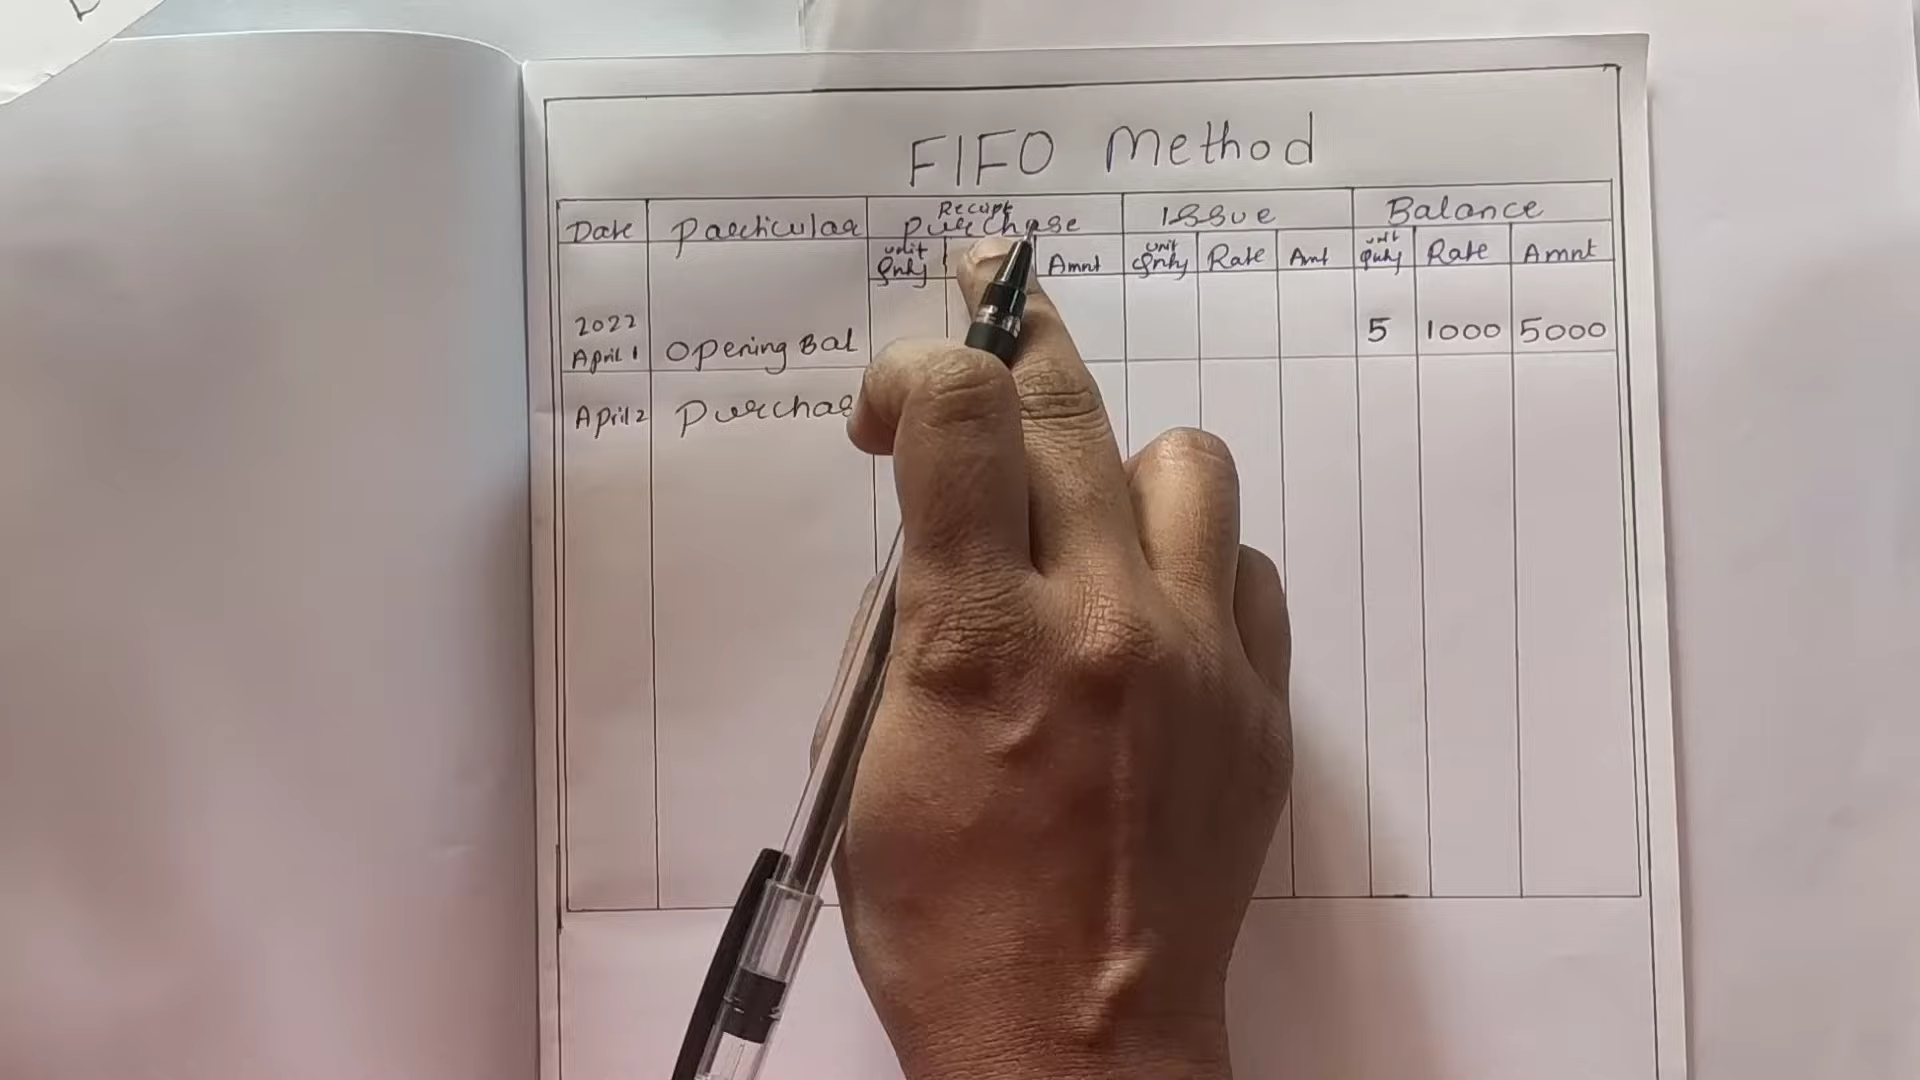 FIFO Method
Date Particular Receipt Purchase Issue Balance
unit Qnty Amnt unit Qnty Rate Amt unit Qnty Rate Amnt
2022
April 1 Opening Bal 5 1000 5000
April 2 Purchas